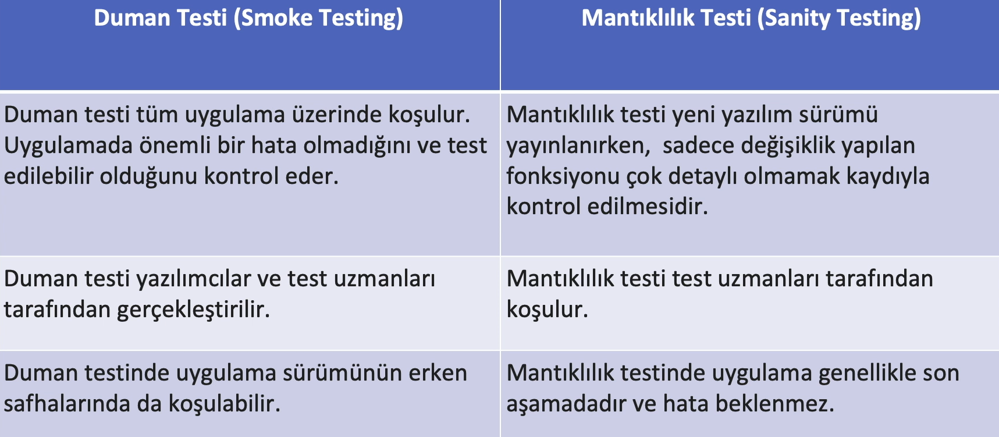 Duman Testi (Smoke Testing)
Mantıklılık Testi (Sanity Testing)
Duman testi tüm uygulama üzerinde koşulur.
Uygulamada önemli bir hata olmadığını ve test
edilebilir olduğunu kontrol eder.
Mantıklılık testi yeni yazılım sürümü
yayınlanırken,  sadece değişiklik yapılan
fonksiyonu çok detaylı olmamak kaydıyla
kontrol edilmesidir.
Duman testi yazılımcılar ve test uzmanları
tarafından gerçekleştirilir.
Mantıklılık testi test uzmanları tarafından
koşulur.
Duman testinde uygulama sürümünün erken
safhalarında da koşulabilir.
Mantıklılık testinde uygulama genellikle son
aşamadadır ve hata beklenmez.